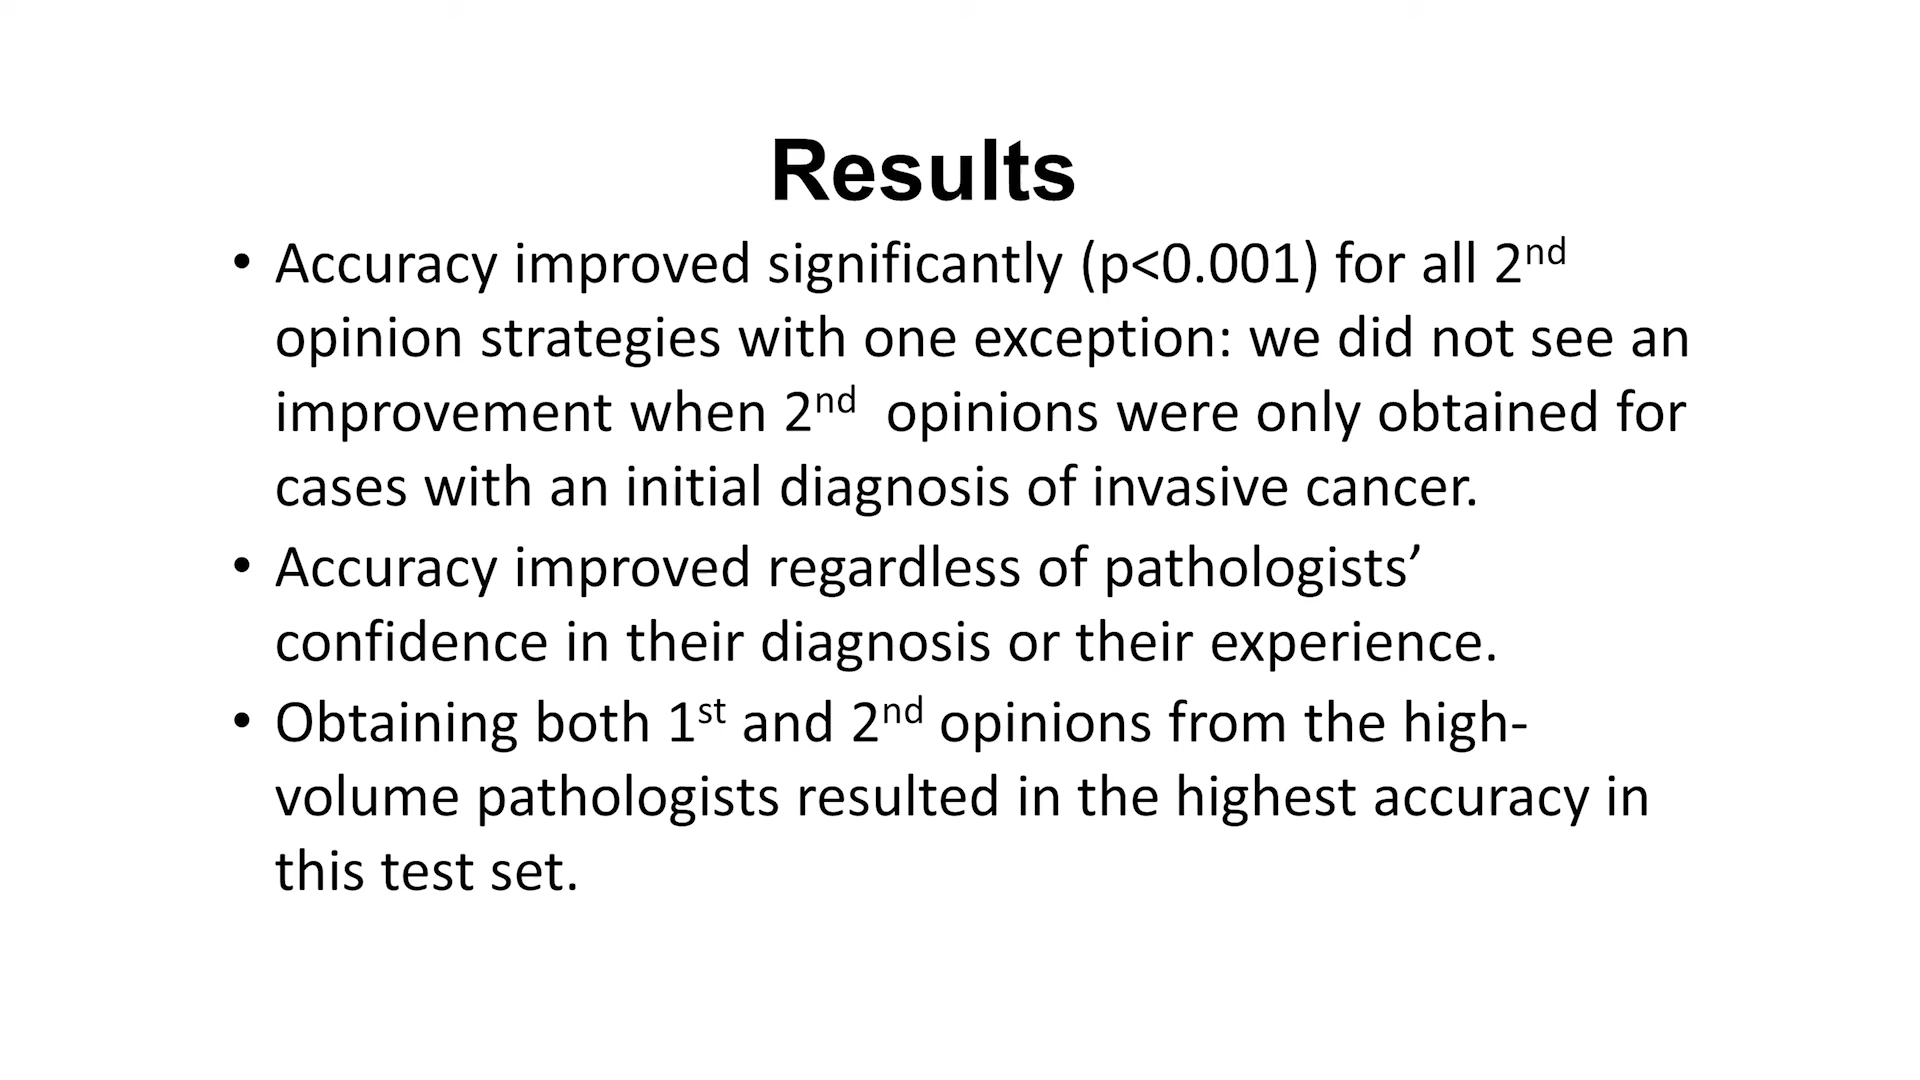 Results
• Accuracy improved significantly (p<0.001) for all 2nd
opinion strategies with one exception: we did not see an
improvement when 2nd  opinions were only obtained for
cases with an initial diagnosis of invasive cancer.
• Accuracy improved regardless of pathologists’
confidence in their diagnosis or their experience.
• Obtaining both 1st and 2nd opinions from the high-
volume pathologists resulted in the highest accuracy in
this test set.